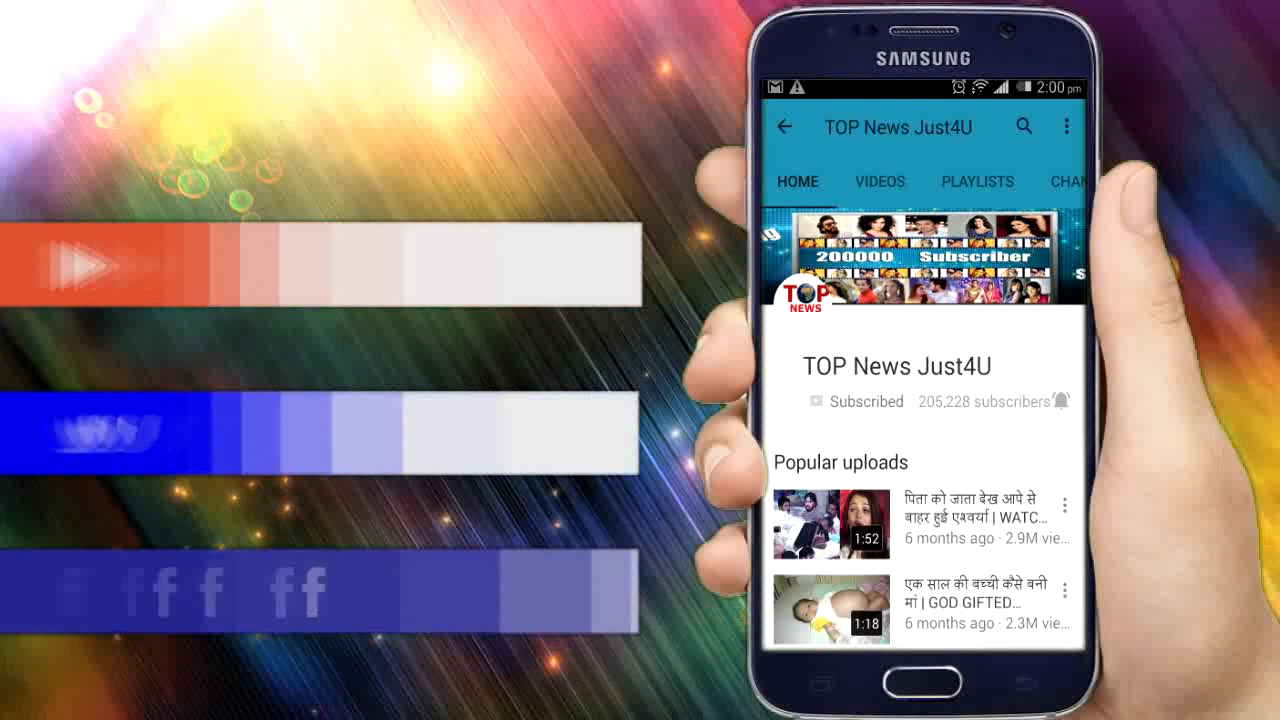 SAMSUNG
2:00 pm
TOP News Just4U
HOME VIDEOS PLAYLISTS CHAN
200000 Subscriber
TOP
NEWS
TOP News Just4U
Subscribed 205,228 subscribers
Popular uploads
पिता को जाता देख आपे से
बाहर हुई एश्वर्या | WATC...
6 months ago · 2.9M vie...
1:52
एक साल की बच्ची कैसे बनी
मां | GOD GIFTED...
6 months ago · 2.3M vie...
1:18
f f f f f